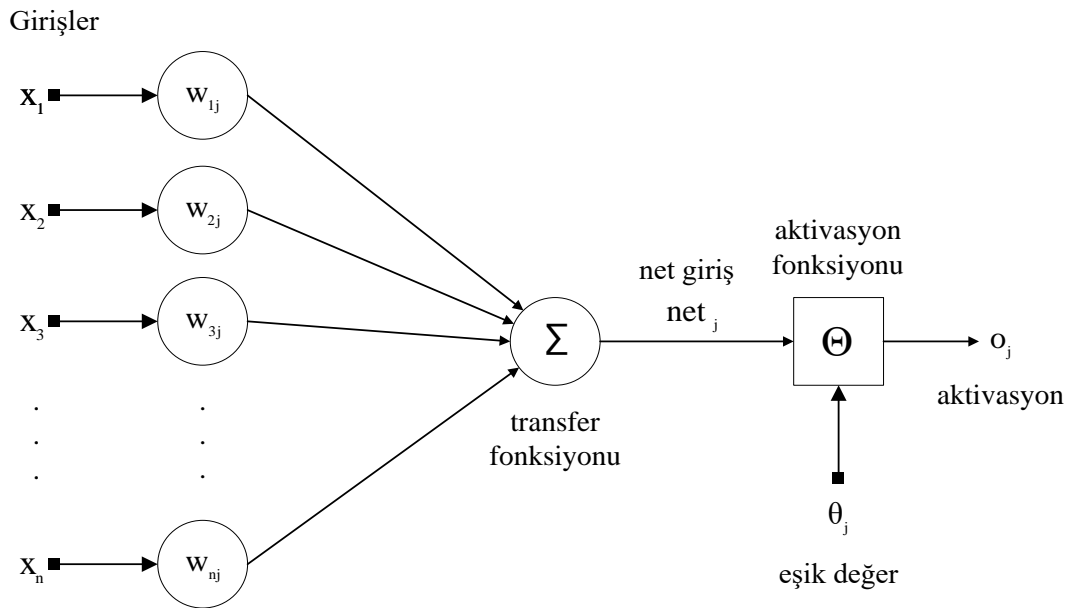 Girişler
x₁
w₁ⱼ
x₂
w₂ⱼ
x₃
w₃ⱼ
.
.
.
.
.
.
xₙ
wₙⱼ
Σ
transfer
fonksiyonu
net giriş
net ⱼ
aktivasyon
fonksiyonu
Θ
oⱼ
aktivasyon
θⱼ
eşik değer